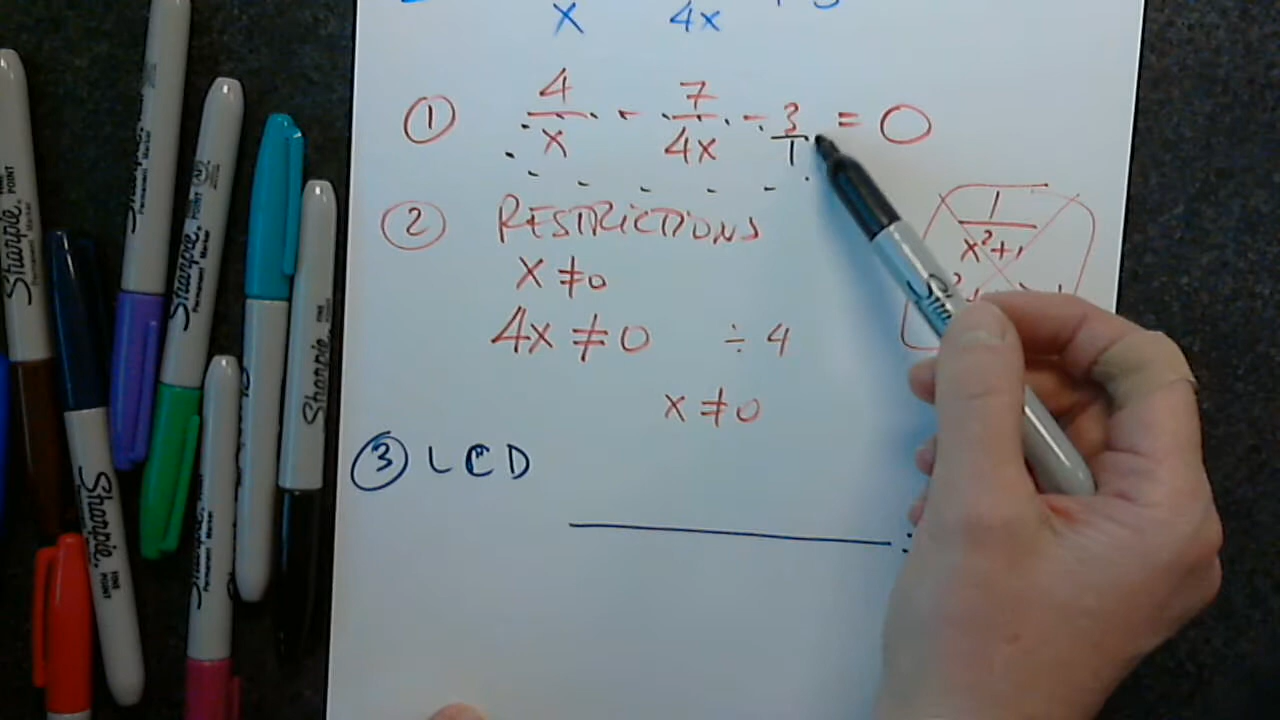 x 4x
① 4/x - 7/4x - 3/1 = 0
② RESTRICTIONS
x ≠ 0
4x ≠ 0 ÷ 4
x ≠ 0
③ LCD
1/x²+1
Sharpie.
Sharpie.
Sharpie.
Sharpie
Sharpie.